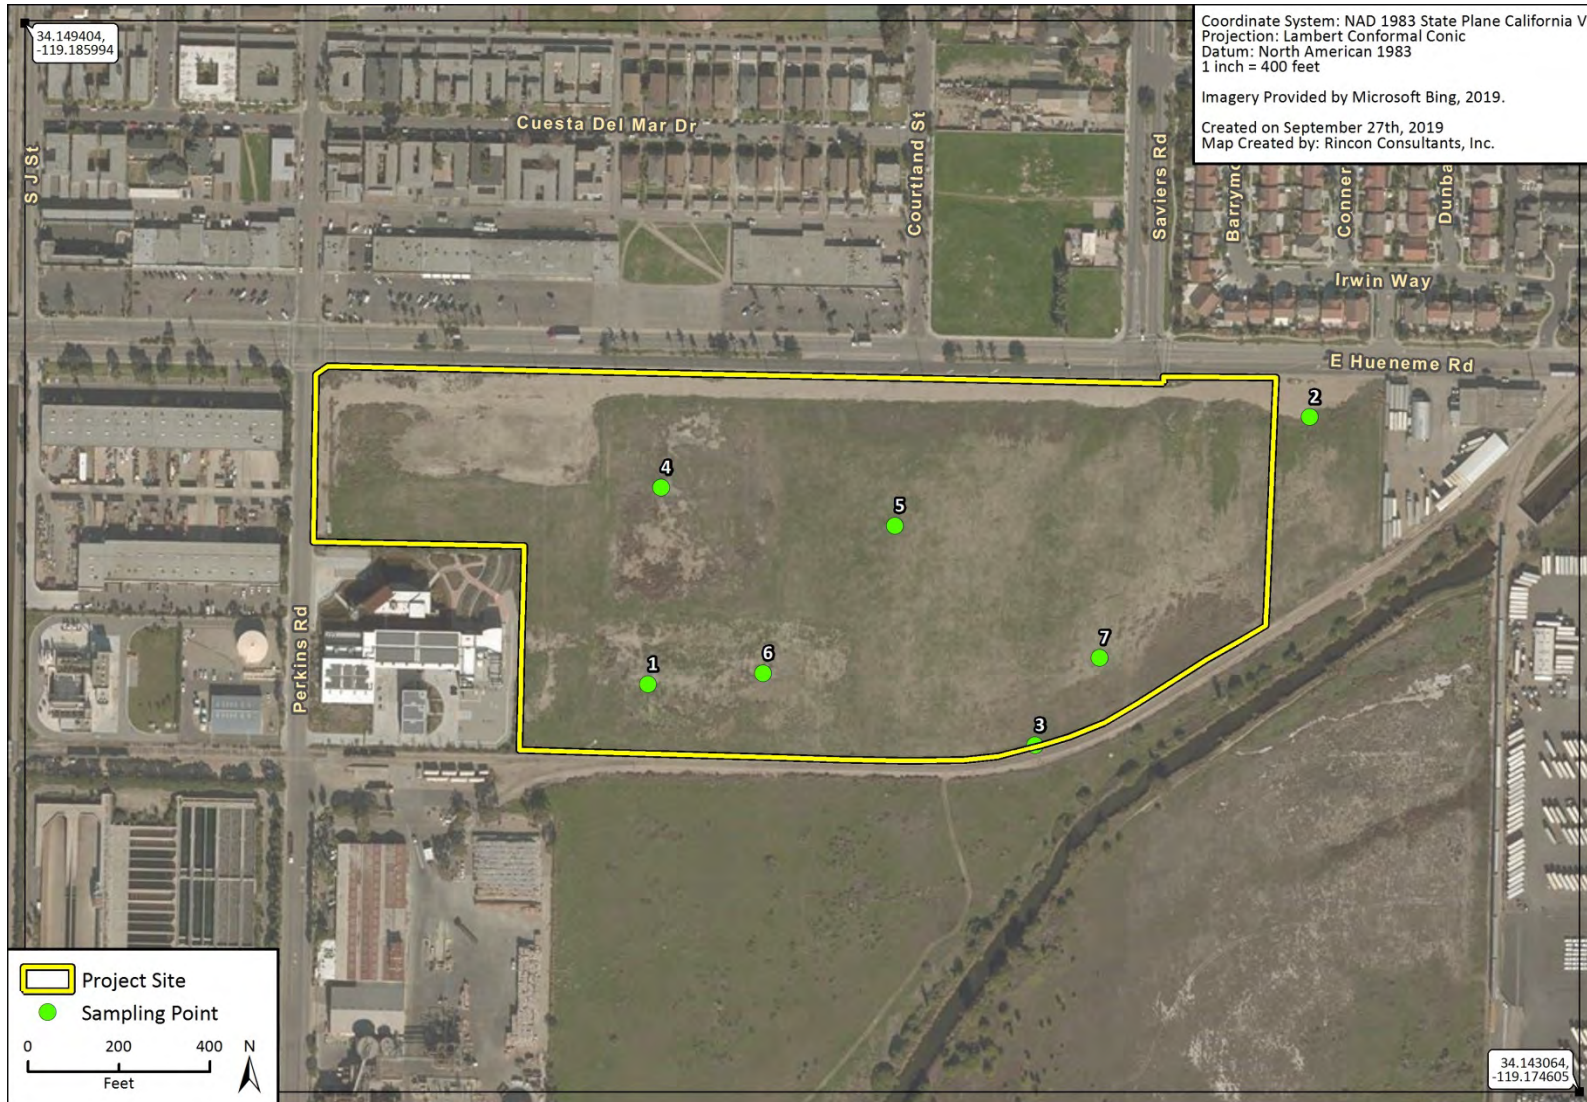 34.149404,
-119.185994
Coordinate System: NAD 1983 State Plane California V
Projection: Lambert Conformal Conic
Datum: North American 1983
1 inch = 400 feet
Imagery Provided by Microsoft Bing, 2019.
Created on September 27th, 2019
Map Created by: Rincon Consultants, Inc.
S J St
Cuesta Del Mar Dr
Courtland St
Saviers Rd
Barrymo
Conner
Dunba
Irwin Way
E Hueneme Rd
2
4
5
Perkins Rd
1
6
7
3
Project Site
Sampling Point
0 200 400
Feet
N
34.143064,
-119.174605